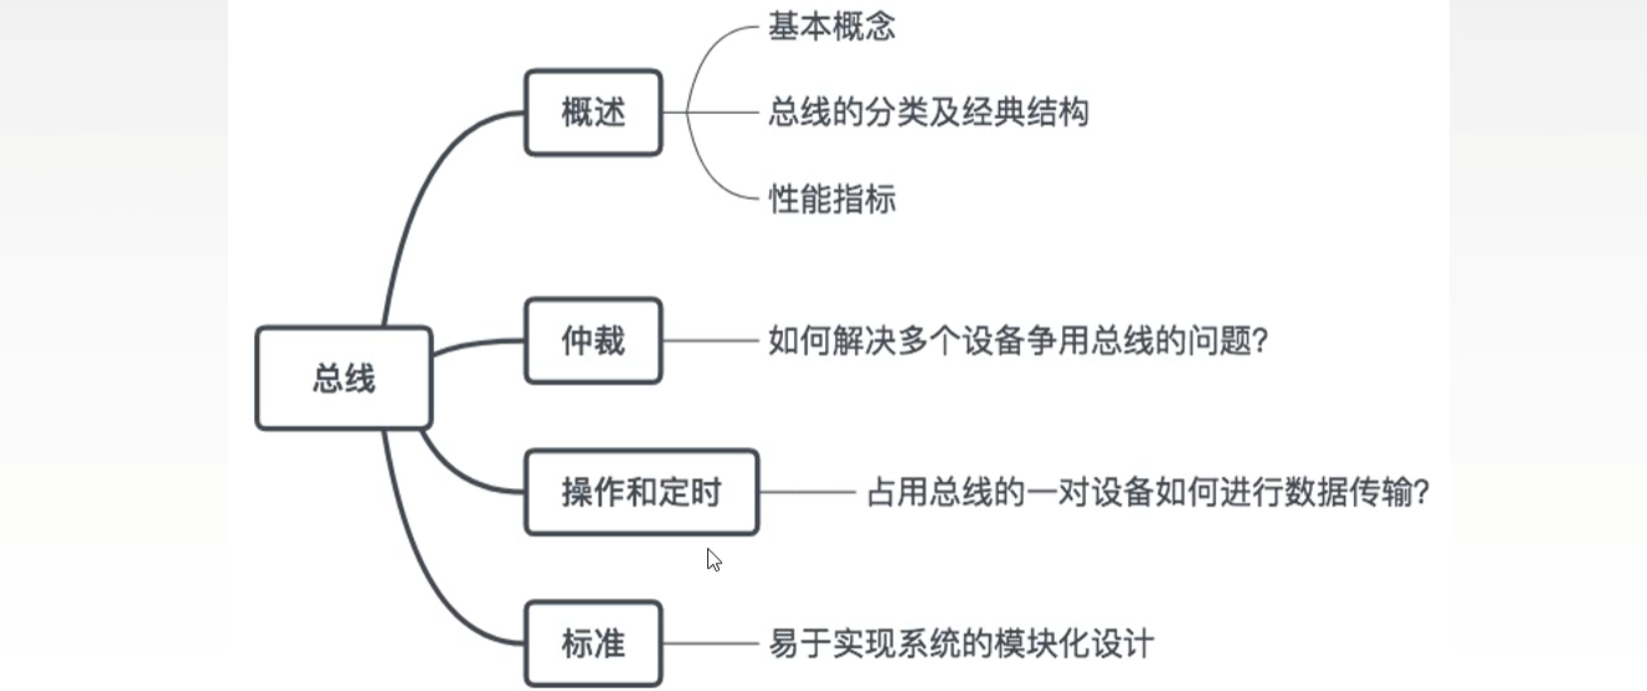 总线
概述
基本概念
总线的分类及经典结构
性能指标
仲裁
如何解决多个设备争用总线的问题?
操作和定时
占用总线的一对设备如何进行数据传输?
标准
易于实现系统的模块化设计